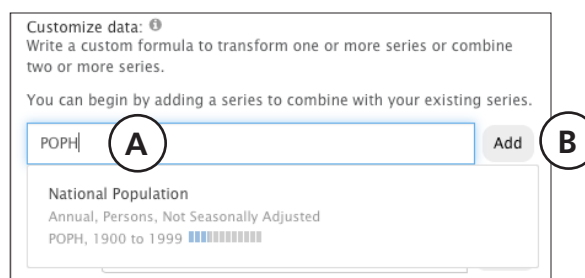 Customize data: i
Write a custom formula to transform one or more series or combine
two or more series.
You can begin by adding a series to combine with your existing series.
POPH A Add B
National Population
Annual, Persons, Not Seasonally Adjusted
POPH, 1900 to 1999